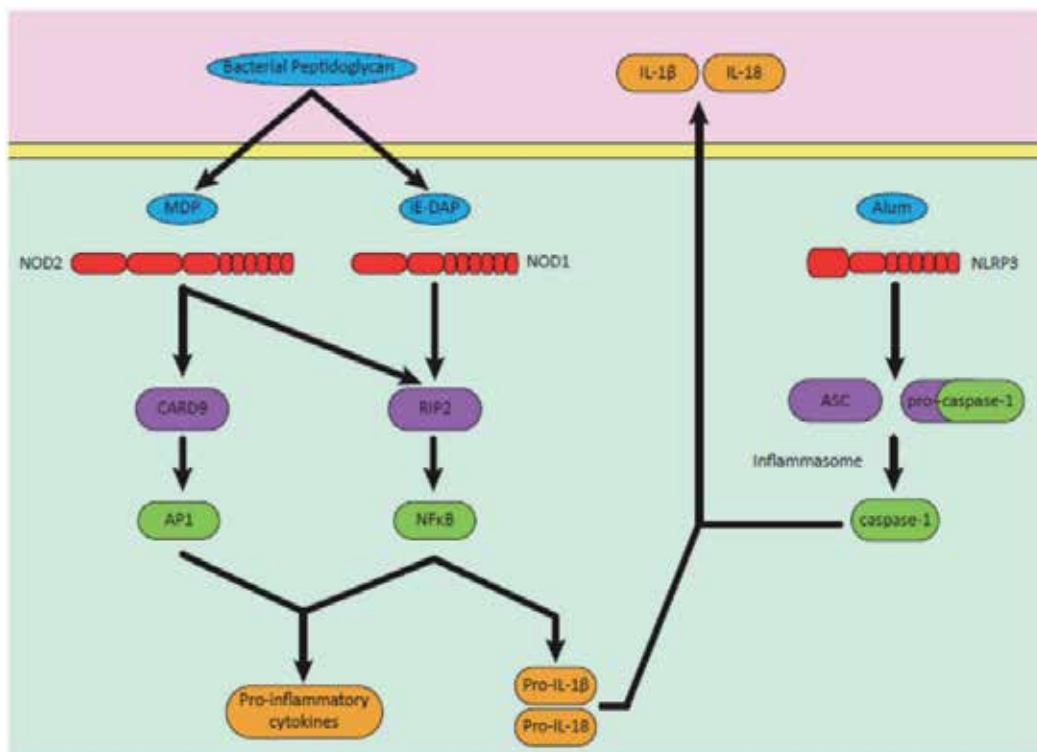 Bacterial Peptidoglycan
IL-1β
IL-18
MDP
iE-DAP
Alum
NOD2
NOD1
NLRP3
CARD9
RIP2
ASC
pro-caspase-1
Inflammasome
AP1
NFκB
caspase-1
Pro-inflammatory
cytokines
Pro-IL-1β
Pro-IL-18